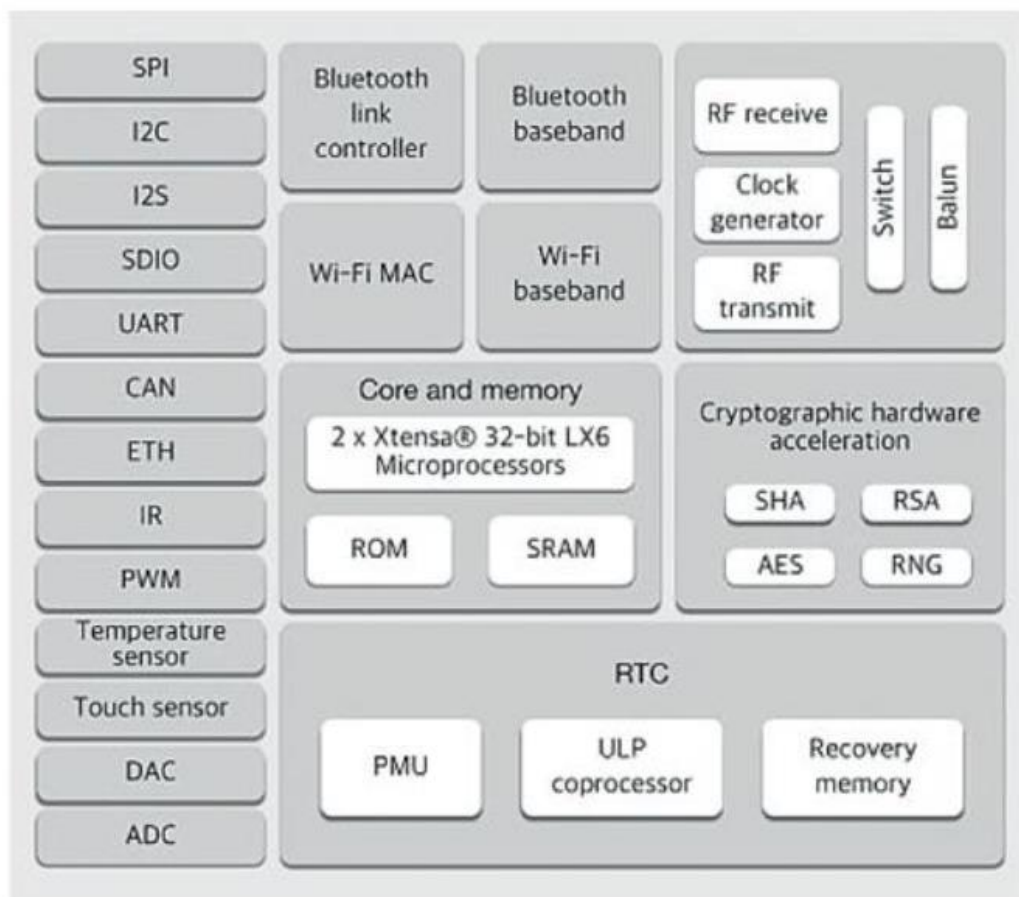 SPI
I2C
I2S
SDIO
UART
CAN
ETH
IR
PWM
Temperature
sensor
Touch sensor
DAC
ADC
Bluetooth
link
controller
Bluetooth
baseband
Wi-Fi MAC
Wi-Fi
baseband
RF receive
Clock
generator
RF
transmit
Switch
Balun
Core and memory
2 x Xtensa® 32-bit LX6
Microprocessors
ROM
SRAM
Cryptographic hardware
acceleration
SHA
RSA
AES
RNG
RTC
PMU
ULP
coprocessor
Recovery
memory